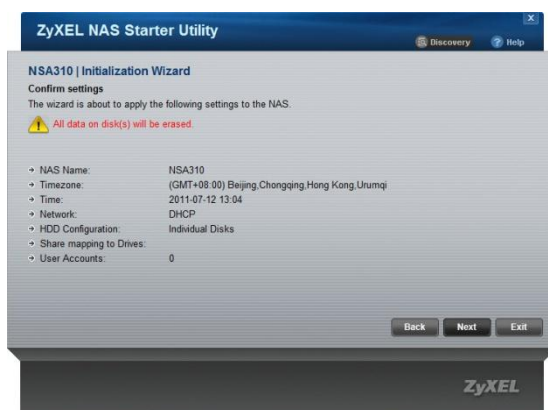 ZyXEL NAS Starter Utility
x
Discovery
? Help
NSA310 | Initialization Wizard
Confirm settings
The wizard is about to apply the following settings to the NAS.
All data on disk(s) will be erased.
NAS Name: NSA310
Timezone: (GMT+08:00) Beijing,Chongqing,Hong Kong,Urumqi
Time: 2011-07-12 13:04
Network: DHCP
HDD Configuration: Individual Disks
Share mapping to Drives:
User Accounts: 0
Back Next Exit
ZyXEL